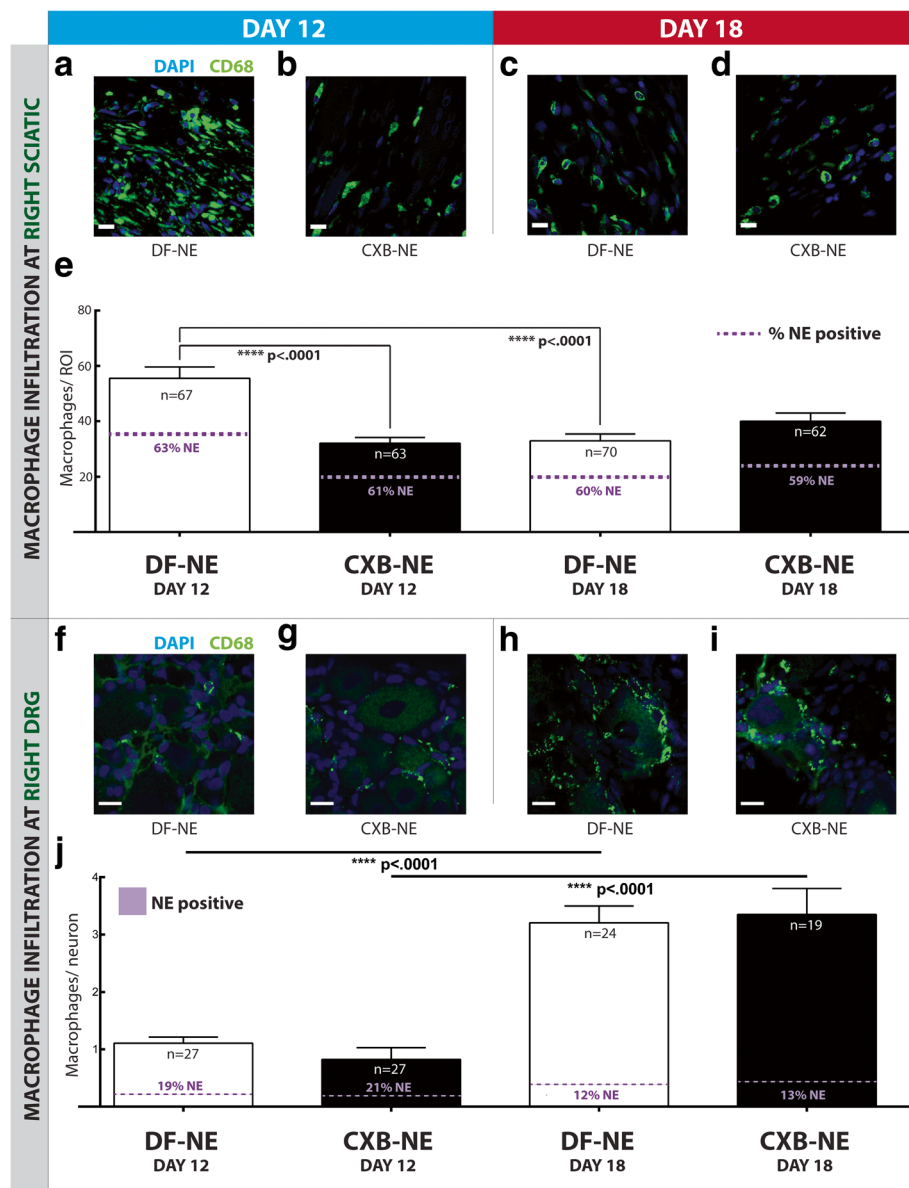 DAY 12
DAY 18
MACROPHAGE INFILTRATION AT RIGHT SCIATIC
a
DAPI CD68
DF-NE
b
CXB-NE
c
DF-NE
d
CXB-NE
e
Macrophages/ ROI
80
60
40
20
**** p<.0001
**** p<.0001
% NE positive
n=67
63% NE
n=63
61% NE
n=70
60% NE
n=62
59% NE
DF-NE
DAY 12
CXB-NE
DAY 12
DF-NE
DAY 18
CXB-NE
DAY 18
MACROPHAGE INFILTRATION AT RIGHT DRG
f
DAPI CD68
DF-NE
g
CXB-NE
h
DF-NE
i
CXB-NE
j
**** p<.0001
**** p<.0001
Macrophages/ neuron
4
3
2
1
NE positive
n=27
19% NE
n=27
21% NE
n=24
12% NE
n=19
13% NE
DF-NE
DAY 12
CXB-NE
DAY 12
DF-NE
DAY 18
CXB-NE
DAY 18